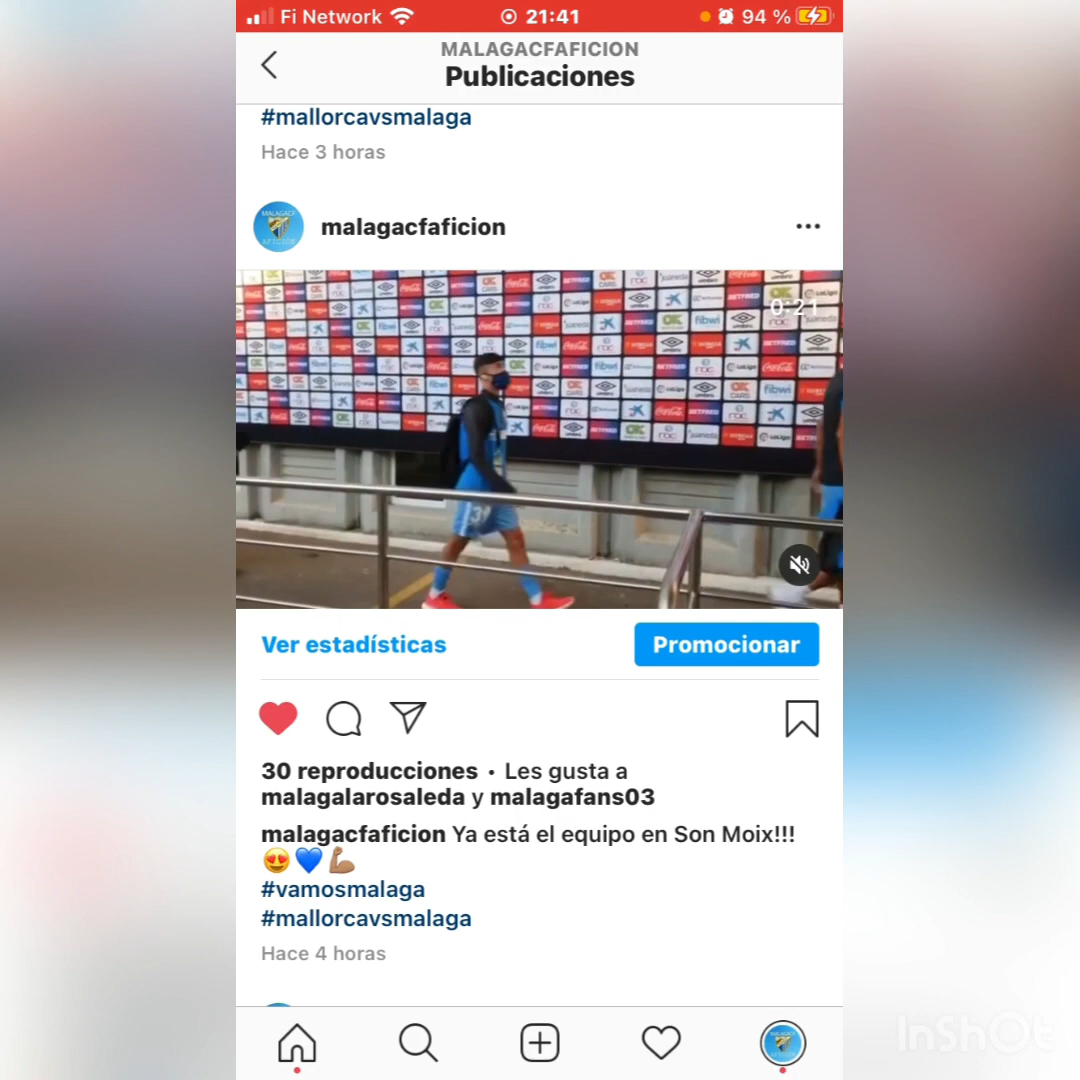 Fi Network 21:41 94 %
MALAGACFAFICION
Publicaciones
#mallorcavsmalaga
Hace 3 horas
malagacfaficion
0:21
Ver estadísticas
Promocionar
30 reproducciones • Les gusta a
malagalarosaleda y malagafans03
malagacfaficion Ya está el equipo en Son Moix!!!
😍💙💪🏽
#vamosmalaga
#mallorcavsmalaga
Hace 4 horas
InShOt